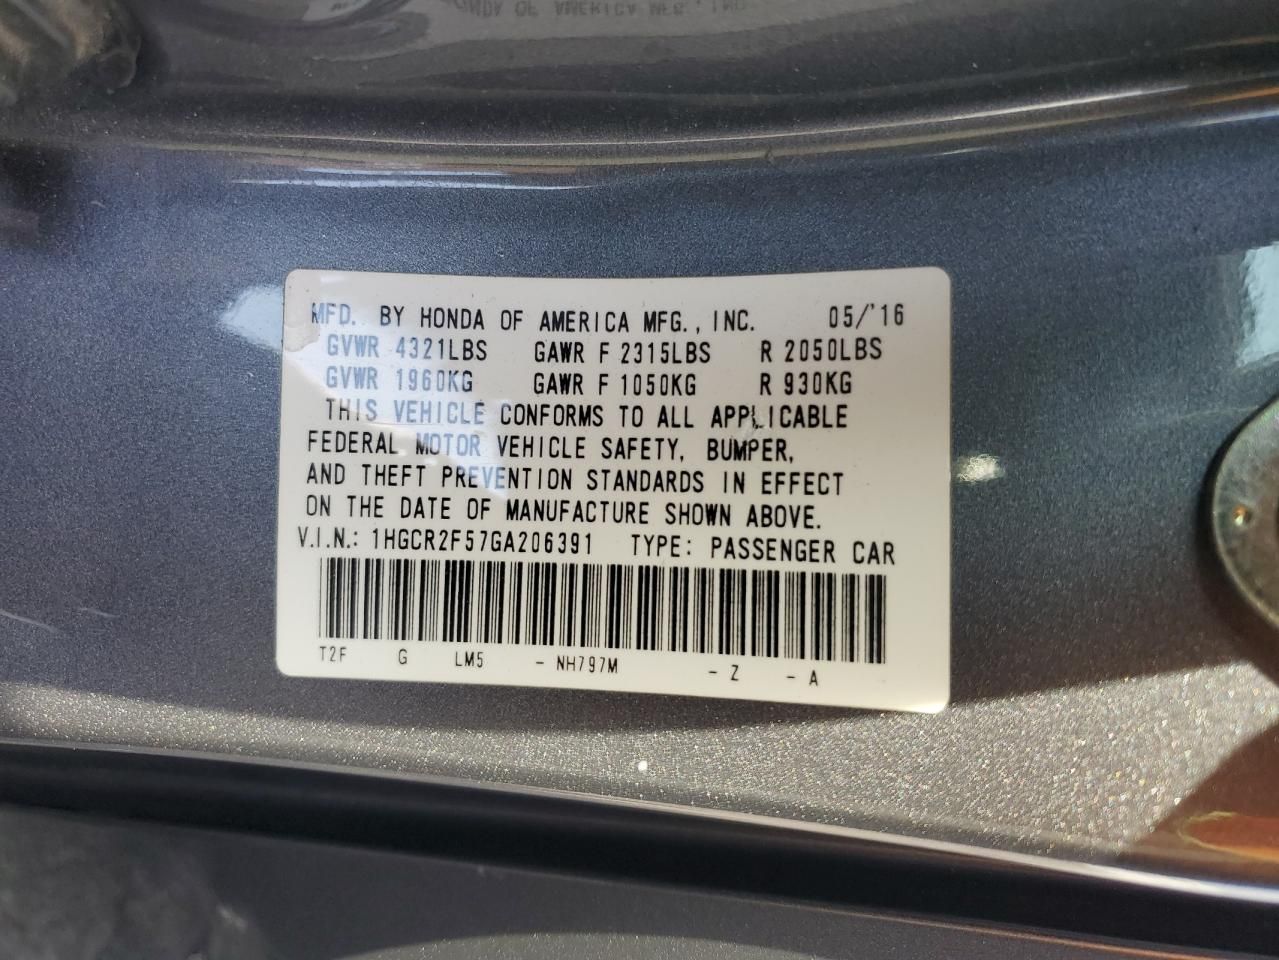 MFD. BY HONDA OF AMERICA MFG., INC. 05/'16
GVWR 4321LBS GAWR F 2315LBS R 2050LBS
GVWR 1960KG GAWR F 1050KG R 930KG
THIS VEHICLE CONFORMS TO ALL APPLICABLE
FEDERAL MOTOR VEHICLE SAFETY, BUMPER,
AND THEFT PREVENTION STANDARDS IN EFFECT
ON THE DATE OF MANUFACTURE SHOWN ABOVE.
V.I.N.: 1HGCR2F57GA206391 TYPE: PASSENGER CAR
T2F G LM5 - NH797M - Z - A